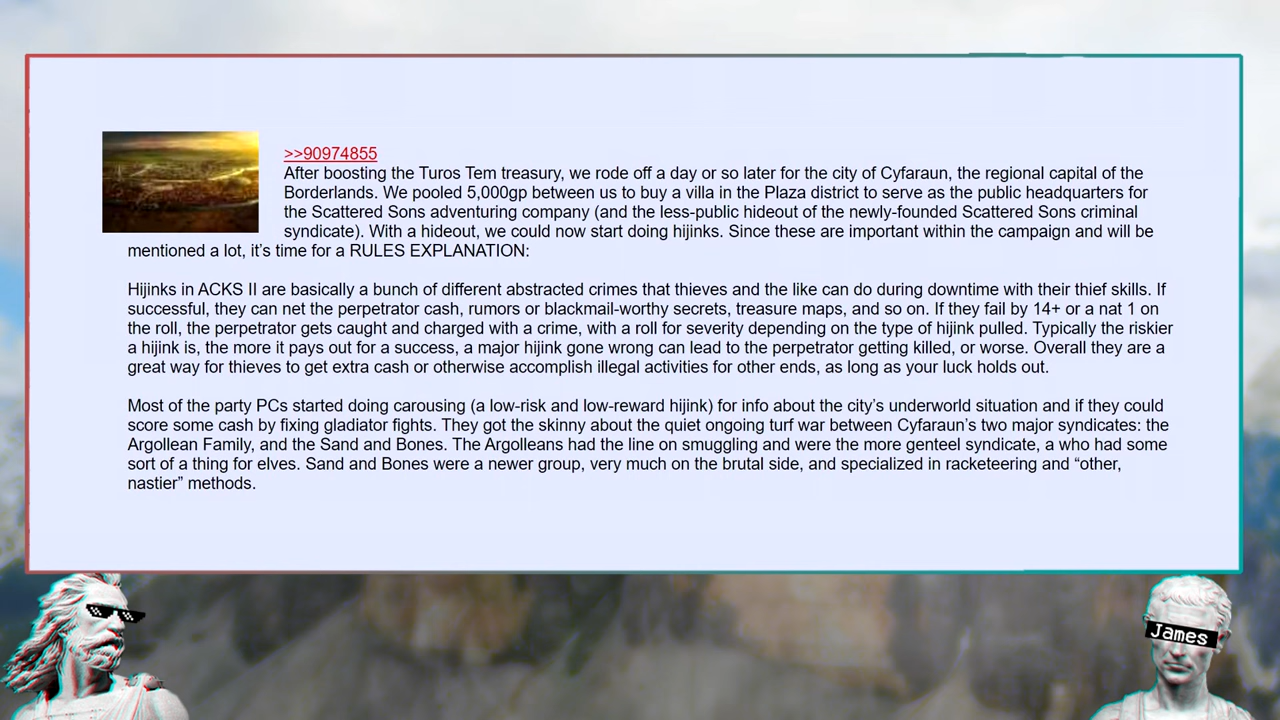 >>90974855
After boosting the Turos Tem treasury, we rode off a day or so later for the city of Cyfaraun, the regional capital of the
Borderlands. We pooled 5,000gp between us to buy a villa in the Plaza district to serve as the public headquarters for
the Scattered Sons adventuring company (and the less-public hideout of the newly-founded Scattered Sons criminal
syndicate). With a hideout, we could now start doing hijinks. Since these are important within the campaign and will be
mentioned a lot, it’s time for a RULES EXPLANATION:
Hijinks in ACKS II are basically a bunch of different abstracted crimes that thieves and the like can do during downtime with their thief skills. If
successful, they can net the perpetrator cash, rumors or blackmail-worthy secrets, treasure maps, and so on. If they fail by 14+ or a nat 1 on
the roll, the perpetrator gets caught and charged with a crime, with a roll for severity depending on the type of hijink pulled. Typically the riskier
a hijink is, the more it pays out for a success, a major hijink gone wrong can lead to the perpetrator getting killed, or worse. Overall they are a
great way for thieves to get extra cash or otherwise accomplish illegal activities for other ends, as long as your luck holds out.
Most of the party PCs started doing carousing (a low-risk and low-reward hijink) for info about the city’s underworld situation and if they could
score some cash by fixing gladiator fights. They got the skinny about the quiet ongoing turf war between Cyfaraun’s two major syndicates: the
Argollean Family, and the Sand and Bones. The Argolleans had the line on smuggling and were the more genteel syndicate, a who had some
sort of a thing for elves. Sand and Bones were a newer group, very much on the brutal side, and specialized in racketeering and “other,
nastier” methods.
James